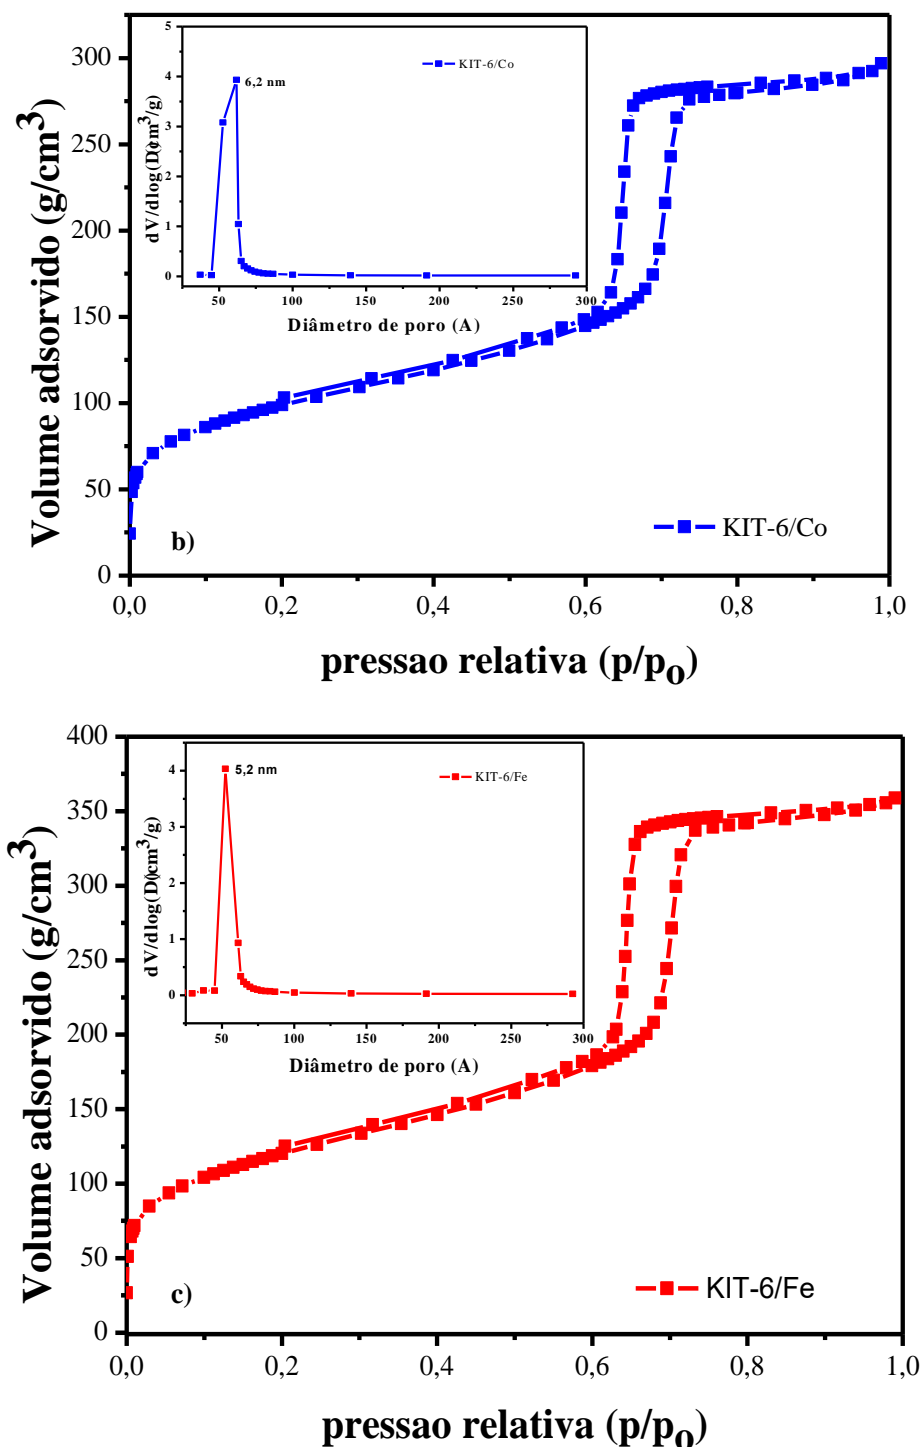 5
4
3
2
1
0
6,2 nm
KIT-6/Co
dV/dlog(D(cm³/g)
50 100 150 200 250 300
Diâmetro de poro (A)
300
250
200
150
100
50
0
Volume adsorvido (g/cm³)
b)
KIT-6/Co
0,0 0,2 0,4 0,6 0,8 1,0
pressao relativa (p/p₀)
4
3
2
1
0
5,2 nm
KIT-6/Fe
dV/dlog(D(cm³/g)
50 100 150 200 250 300
Diâmetro de poro (A)
400
350
300
250
200
150
100
50
0
Volume adsorvido (g/cm³)
c)
KIT-6/Fe
0,0 0,2 0,4 0,6 0,8 1,0
pressao relativa (p/p₀)